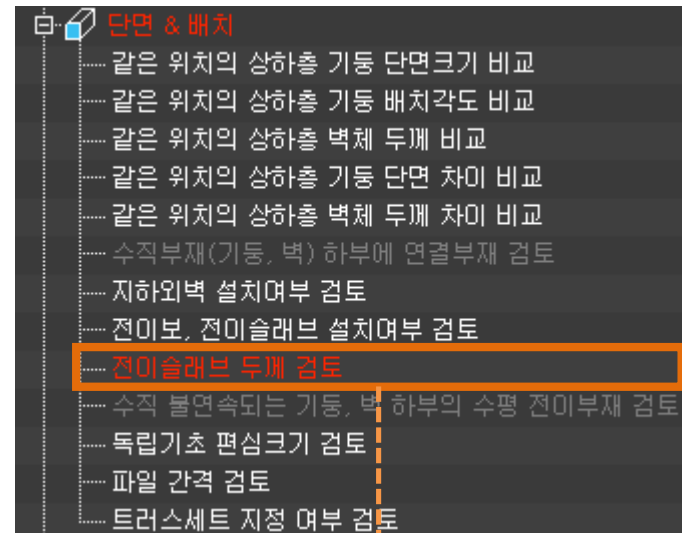 단면 & 배치
같은 위치의 상하층 기둥 단면크기 비교
같은 위치의 상하층 기둥 배치각도 비교
같은 위치의 상하층 벽체 두께 비교
같은 위치의 상하층 기둥 단면 차이 비교
같은 위치의 상하층 벽체 두께 차이 비교
수직부재(기둥, 벽) 하부에 연결부재 검토
지하외벽 설치여부 검토
전이보, 전이슬래브 설치여부 검토
전이슬래브 두께 검토
수직 불연속되는 기둥, 벽 하부의 수평 전이부재 검토
독립기초 편심크기 검토
파일 간격 검토
트러스세트 지정 여부 검토